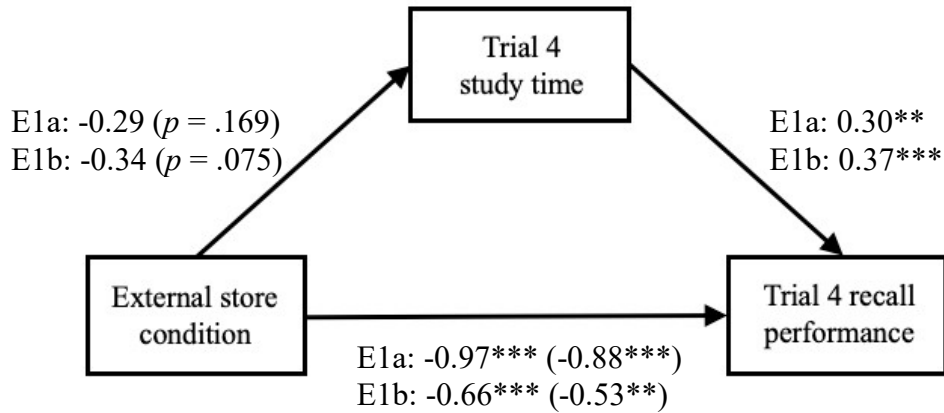 Trial 4
study time
E1a: -0.29 (p = .169)
E1b: -0.34 (p = .075)
E1a: 0.30**
E1b: 0.37***
External store
condition
Trial 4 recall
performance
E1a: -0.97*** (-0.88***)
E1b: -0.66*** (-0.53**)